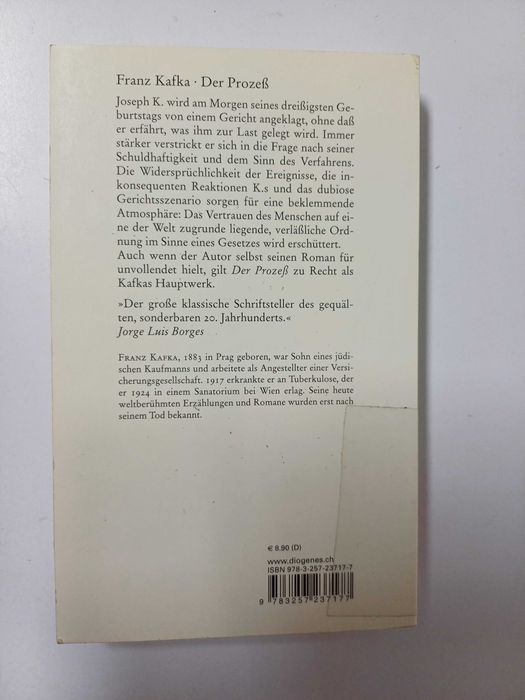 Franz Kafka · Der Prozeß
Joseph K. wird am Morgen seines dreißigsten Ge-
burtstags von einem Gericht angeklagt, ohne daß
er erfährt, was ihm zur Last gelegt wird. Immer
stärker verstrickt er sich in die Frage nach seiner
Schuldhaftigkeit und dem Sinn des Verfahrens.
Die Widersprüchlichkeit der Ereignisse, die in-
konsequenten Reaktionen K.s und das dubiose
Gerichtsszenario sorgen für eine beklemmende
Atmosphäre: Das Vertrauen des Menschen auf ei-
ne der Welt zugrunde liegende, verläßliche Ord-
nung im Sinne eines Gesetzes wird erschüttert.
Auch wenn der Autor selbst seinen Roman für
unvollendet hielt, gilt Der Prozeß zu Recht als
Kafkas Hauptwerk.
»Der große klassische Schriftsteller des gequäl-
ten, sonderbaren 20. Jahrhunderts.«
Jorge Luis Borges
FRANZ KAFKA, 1883 in Prag geboren, war Sohn eines jüdi-
schen Kaufmanns und arbeitete als Angestellter einer Versi-
cherungsgesellschaft. 1917 erkrankte er an Tuberkulose, der
er 1924 in einem Sanatorium bei Wien erlag. Seine heute
weltberühmten Erzählungen und Romane wurden erst nach
seinem Tod bekannt.
€ 8.90 (D)
www.diogenes.ch
ISBN 978-3-257-23717-7
9 783257 237177